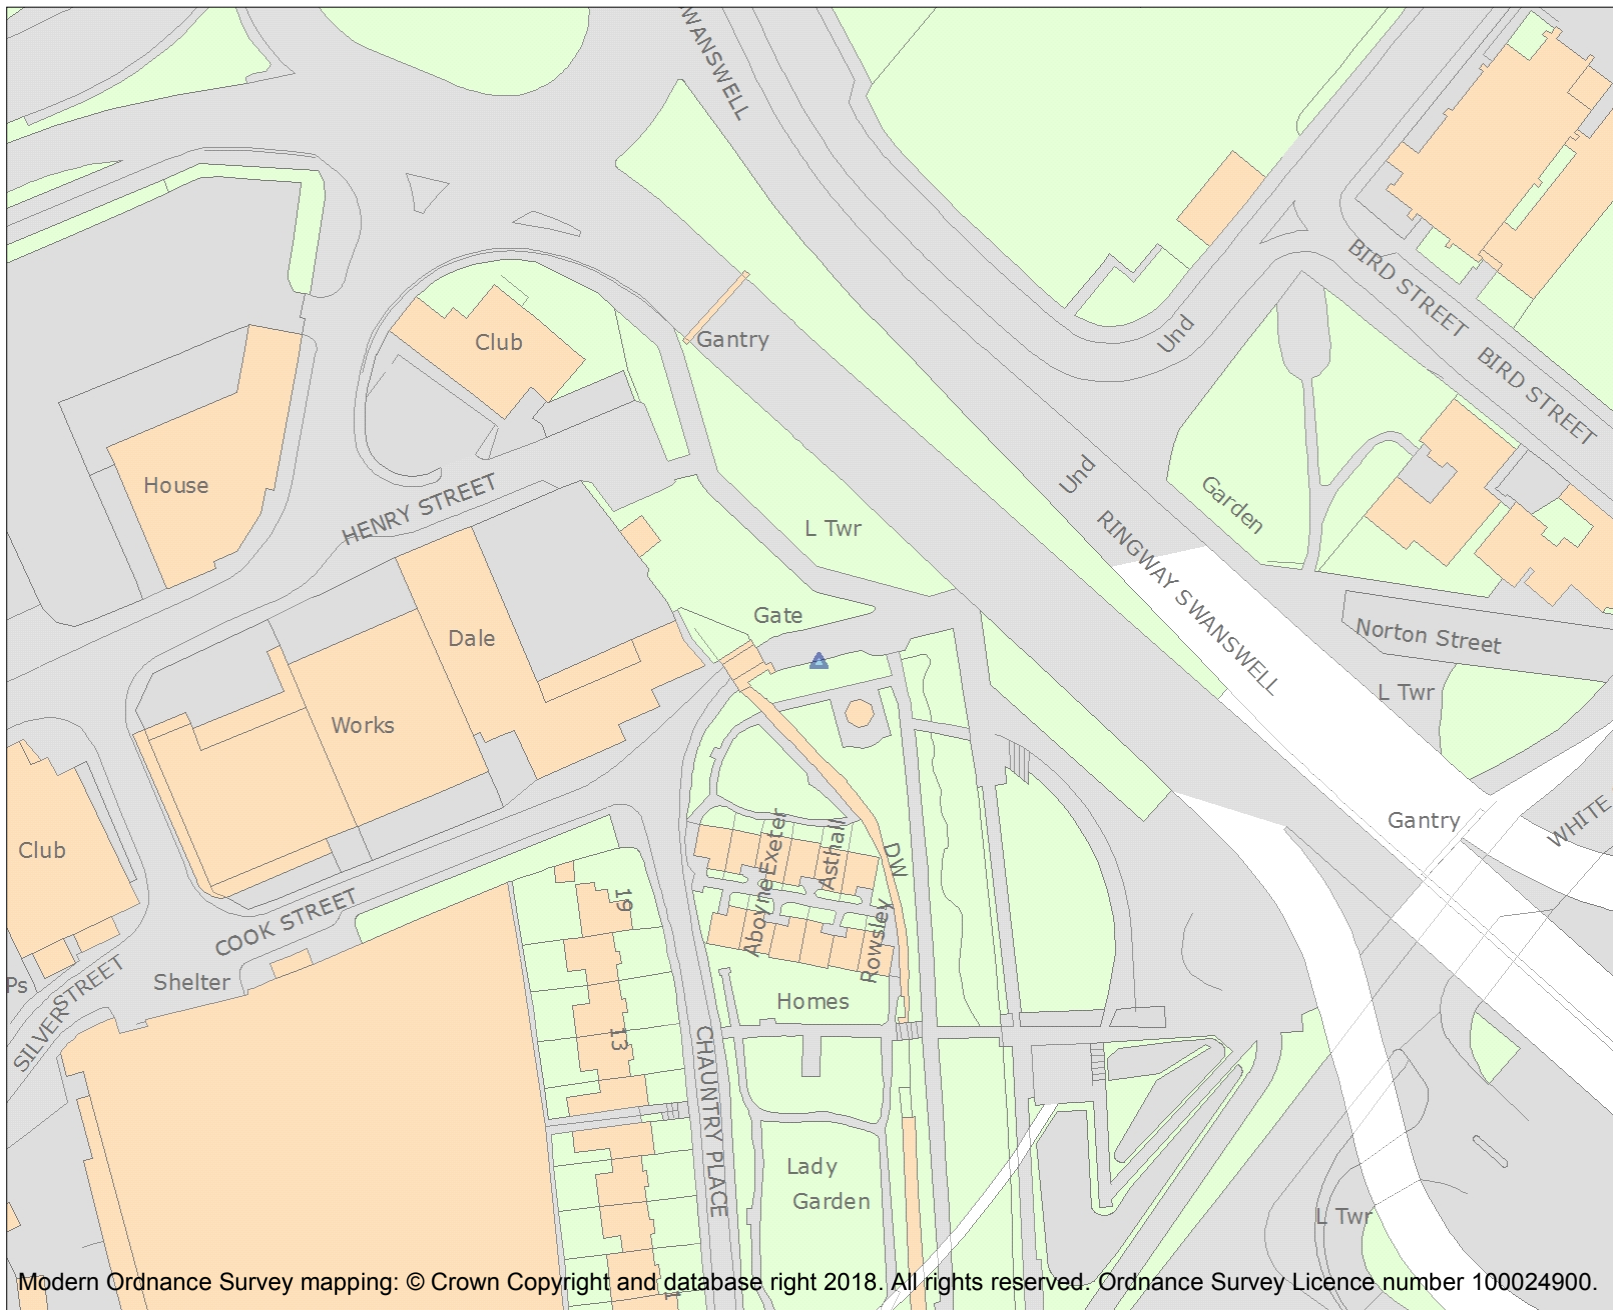 WANSWELL
BIRD STREET
BIRD STREET
Und
Club
Gantry
House
HENRY STREET
Und
Garden
L Twr
RINGWAY SWANSWELL
Gate
Dale
Norton Street
L Twr
Works
Gantry
WHITE
Club
Exeter
Asthall
DW
Aboyne
Rowsley
19
COOK STREET
Ps
SILVER STREET
Shelter
Homes
13
CHAUNTRY PLACE
Lady
Garden
L Twr
1
Modern Ordnance Survey mapping: © Crown Copyright and database right 2018. All rights reserved. Ordnance Survey Licence number 100024900.